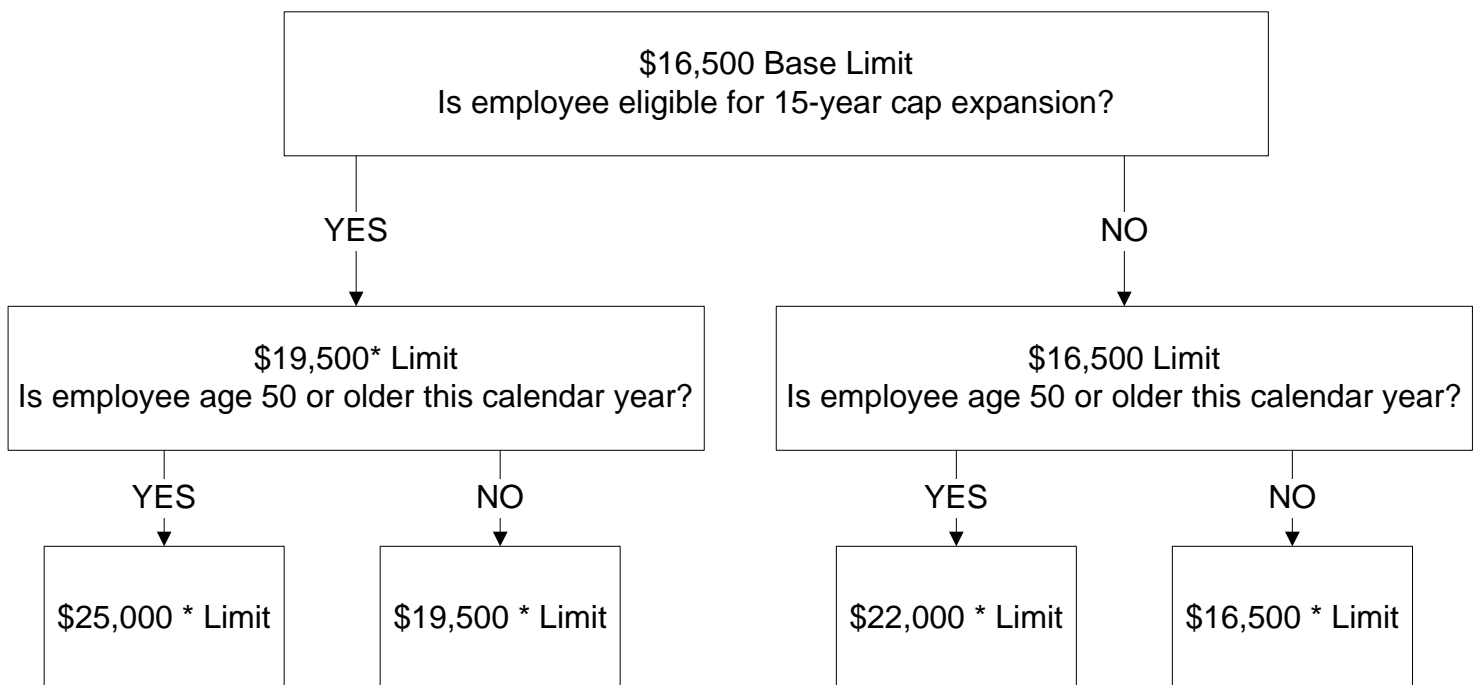 $16,500 Base Limit
Is employee eligible for 15-year cap expansion?
YES
NO
$19,500* Limit
Is employee age 50 or older this calendar year?
$16,500 Limit
Is employee age 50 or older this calendar year?
YES
NO
YES
NO
$25,000 * Limit
$19,500 * Limit
$22,000 * Limit
$16,500 * Limit